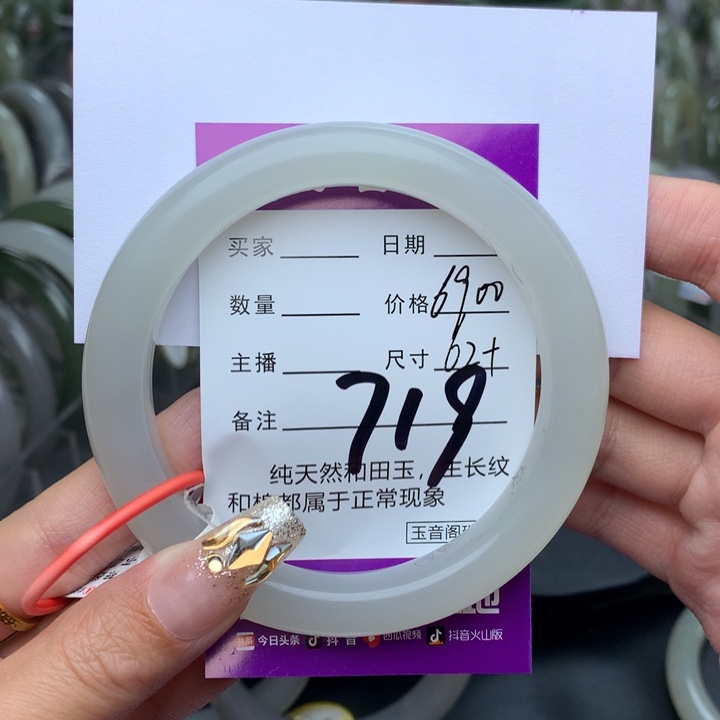 买家 日期
数量 价格 6900
主播 尺寸 62+
备注
719
纯天然和田玉，生长纹
和棉都属于正常现象
玉音阁
今日头条 抖音 西瓜视频 抖音火山版